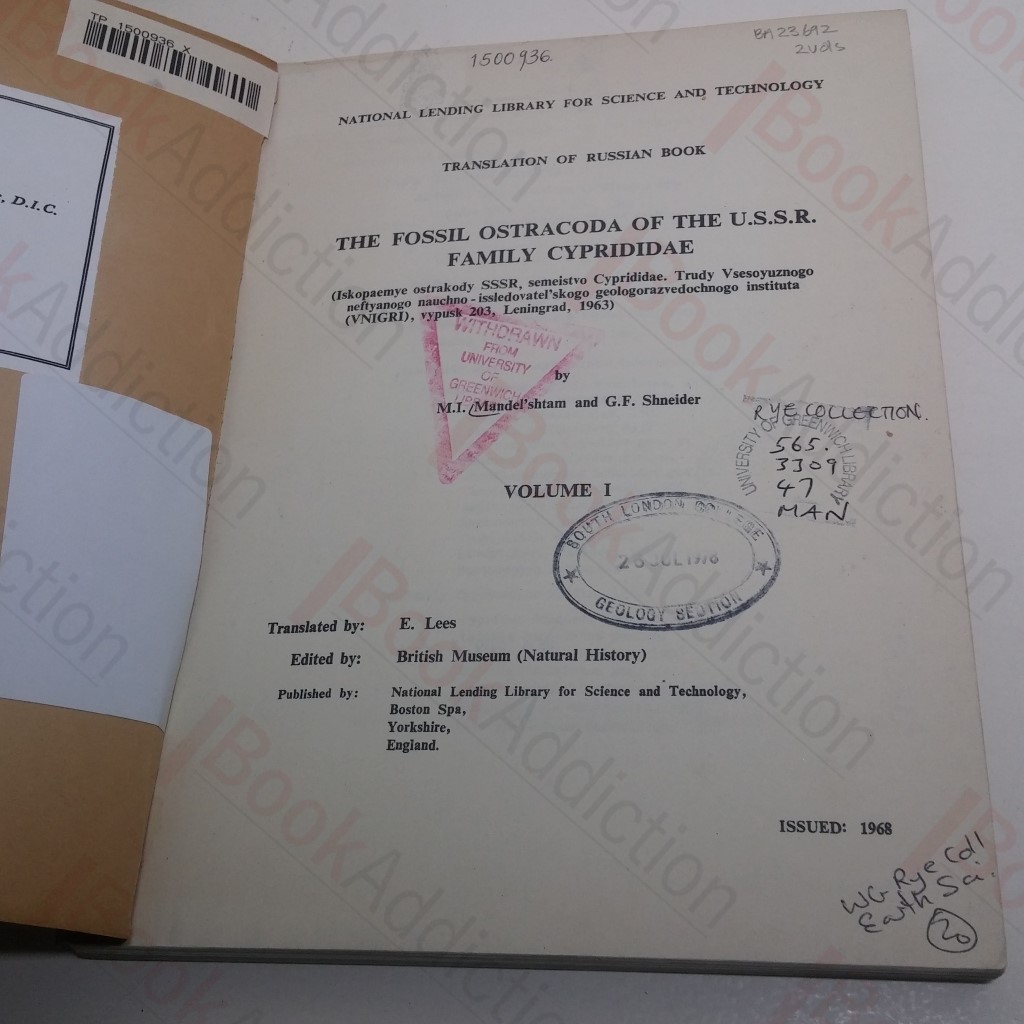 TP 1500936 X
, D.I.C.
1500936.
BA23692
2vols
NATIONAL LENDING LIBRARY FOR SCIENCE AND TECHNOLOGY
TRANSLATION OF RUSSIAN BOOK
THE FOSSIL OSTRACODA OF THE U.S.S.R.
FAMILY CYPRIDIDAE
(Iskopaemye ostrakody SSSR, semeistvo Cyprididae. Trudy Vsesoyuznogo
neftyanogo nauchno-issledovatel'skogo geologorazvedochnogo instituta
(VNIGRI), vypusk 203, Leningrad, 1963)
WITHDRAWN
FROM
UNIVERSITY
OF
GREENWICH
by
M.I. Mandel'shtam and G.F. Shneider
RYE COLLECTION.
UNIVERSITY OF GREENWICH LIBRARY
565.
3309
47
MAN
VOLUME I
SOUTH LONDON COLLEGE
26 JUL 1976
GEOLOGY SECTION
Translated by: E. Lees
Edited by: British Museum (Natural History)
Published by: National Lending Library for Science and Technology,
Boston Spa,
Yorkshire,
England.
ISSUED: 1968
WG Rye Coll
Earth Sci.
20
BookAddiction